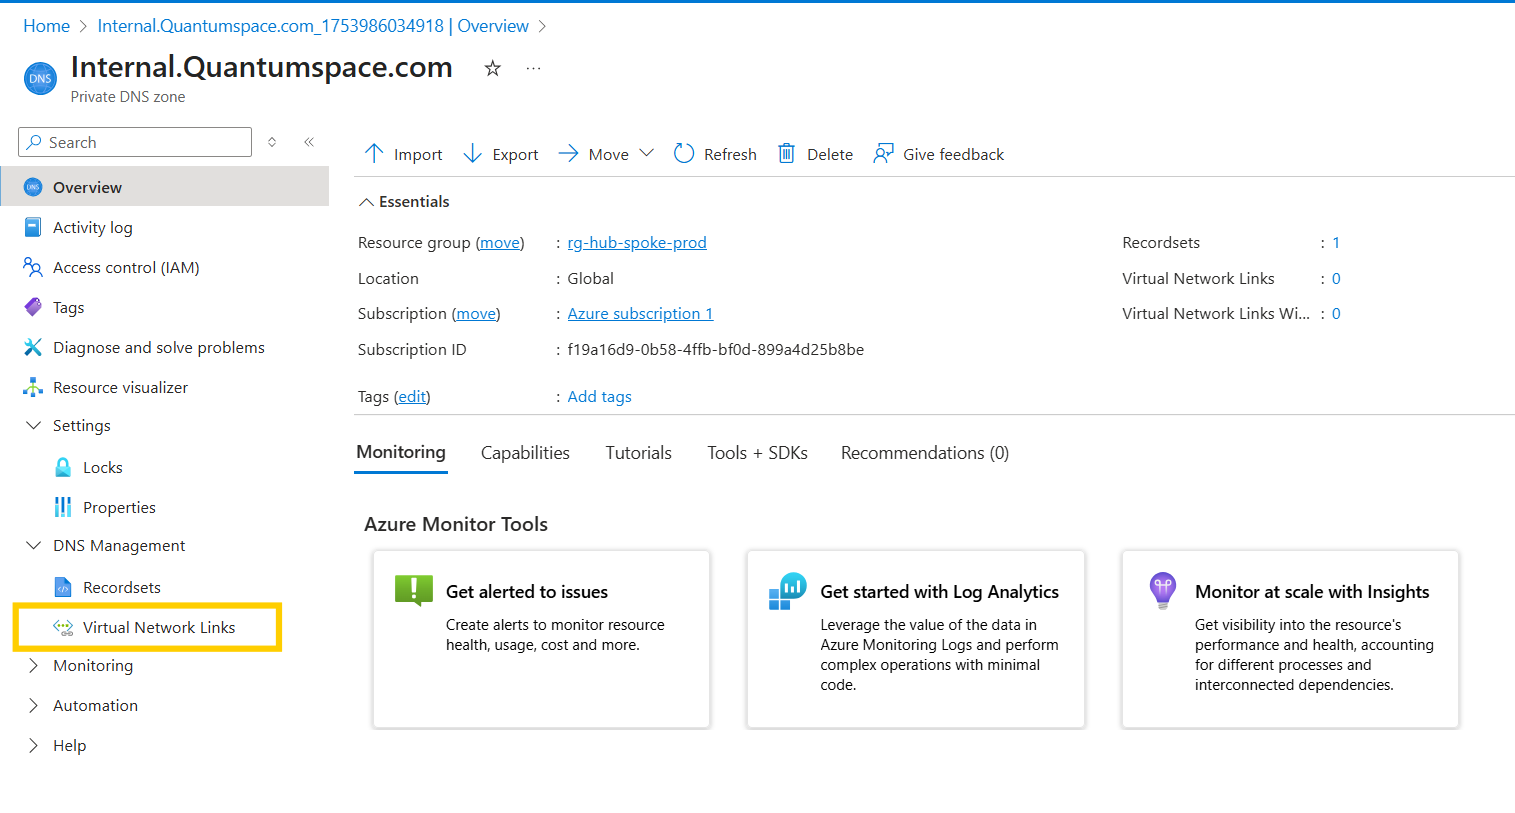 Home > Internal.Quantumspace.com_1753986034918 | Overview >
DNS
Internal.Quantumspace.com
Private DNS zone
Search
Overview
Activity log
Access control (IAM)
Tags
Diagnose and solve problems
Resource visualizer
Settings
Locks
Properties
DNS Management
Recordsets
Virtual Network Links
Monitoring
Automation
Help
Import Export Move Refresh Delete Give feedback
Essentials
Resource group (move) : rg-hub-spoke-prod
Location : Global
Subscription (move) : Azure subscription 1
Subscription ID : f19a16d9-0b58-4ffb-bf0d-899a4d25b8be
Tags (edit) : Add tags
Recordsets : 1
Virtual Network Links : 0
Virtual Network Links Wi... : 0
Monitoring Capabilities Tutorials Tools + SDKs Recommendations (0)
Azure Monitor Tools
Get alerted to issues
Create alerts to monitor resource
health, usage, cost and more.
Get started with Log Analytics
Leverage the value of the data in
Azure Monitoring Logs and perform
complex operations with minimal
code.
Monitor at scale with Insights
Get visibility into the resource's
performance and health, accounting
for different processes and
interconnected dependencies.